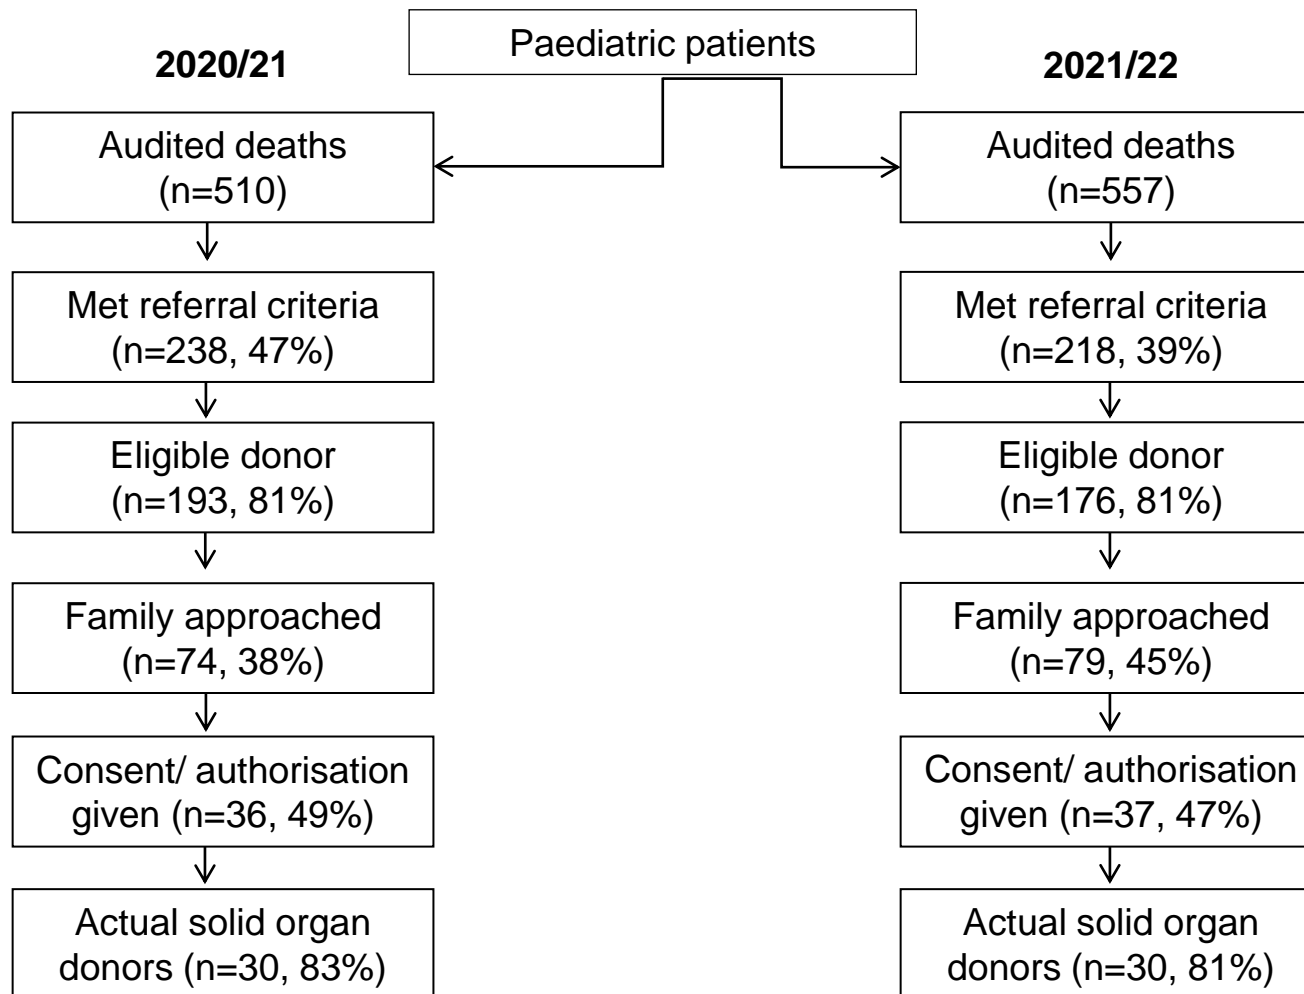 Paediatric patients
2020/21
Audited deaths
(n=510)
Met referral criteria
(n=238, 47%)
Eligible donor
(n=193, 81%)
Family approached
(n=74, 38%)
Consent/ authorisation
given (n=36, 49%)
Actual solid organ
donors (n=30, 83%)
2021/22
Audited deaths
(n=557)
Met referral criteria
(n=218, 39%)
Eligible donor
(n=176, 81%)
Family approached
(n=79, 45%)
Consent/ authorisation
given (n=37, 47%)
Actual solid organ
donors (n=30, 81%)